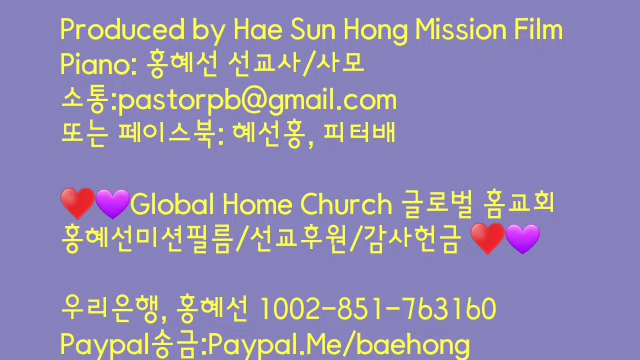 Produced by Hae Sun Hong Mission Film
Piano: 홍혜선 선교사/사모
소통:pastorpb@gmail.com
또는 페이스북: 혜선홍, 피터배
♥️💜Global Home Church 글로벌 홈교회
홍혜선미션필름/선교후원/감사헌금 ♥️💜
우리은행, 홍혜선 1002-851-763160
Paypal송금:Paypal.Me/baehong